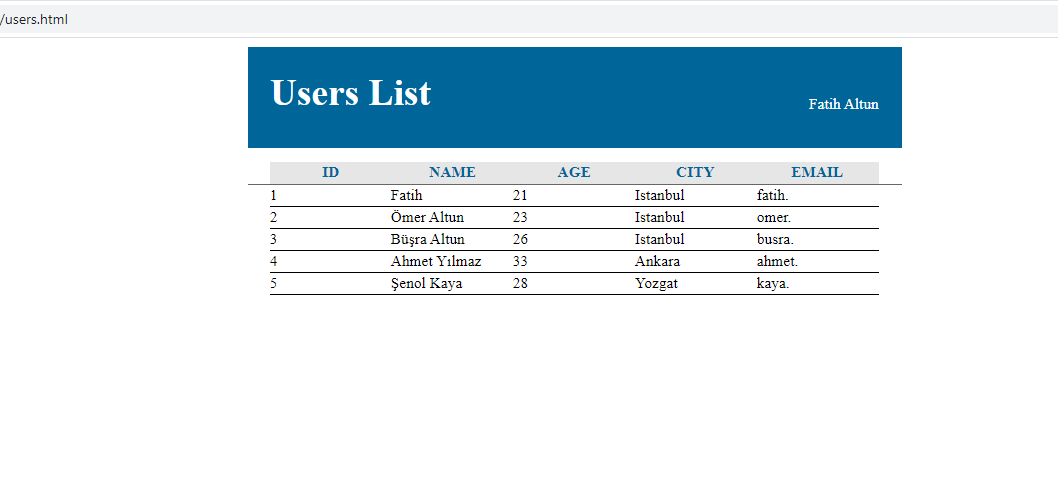 /users.html
Users List
Fatih Altun
ID NAME AGE CITY EMAIL
1 Fatih 21 Istanbul fatih.
2 Ömer Altun 23 Istanbul omer.
3 Büşra Altun 26 Istanbul busra.
4 Ahmet Yılmaz 33 Ankara ahmet.
5 Şenol Kaya 28 Yozgat kaya.